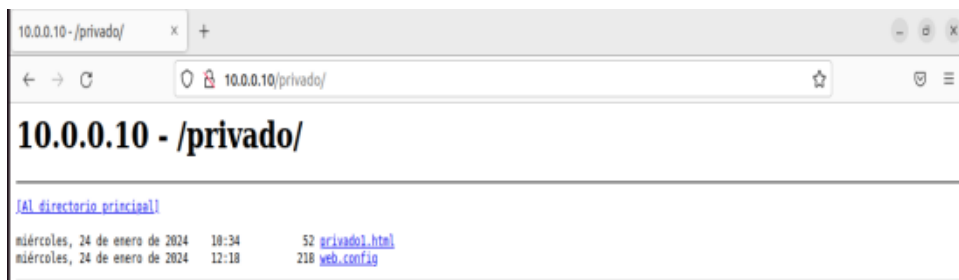 10.0.0.10 - /privado/
10.0.0.10/privado/
10.0.0.10 - /privado/
[Al directorio principal]
miércoles, 24 de enero de 2024 10:34 52 privado1.html
miércoles, 24 de enero de 2024 12:18 218 web.config